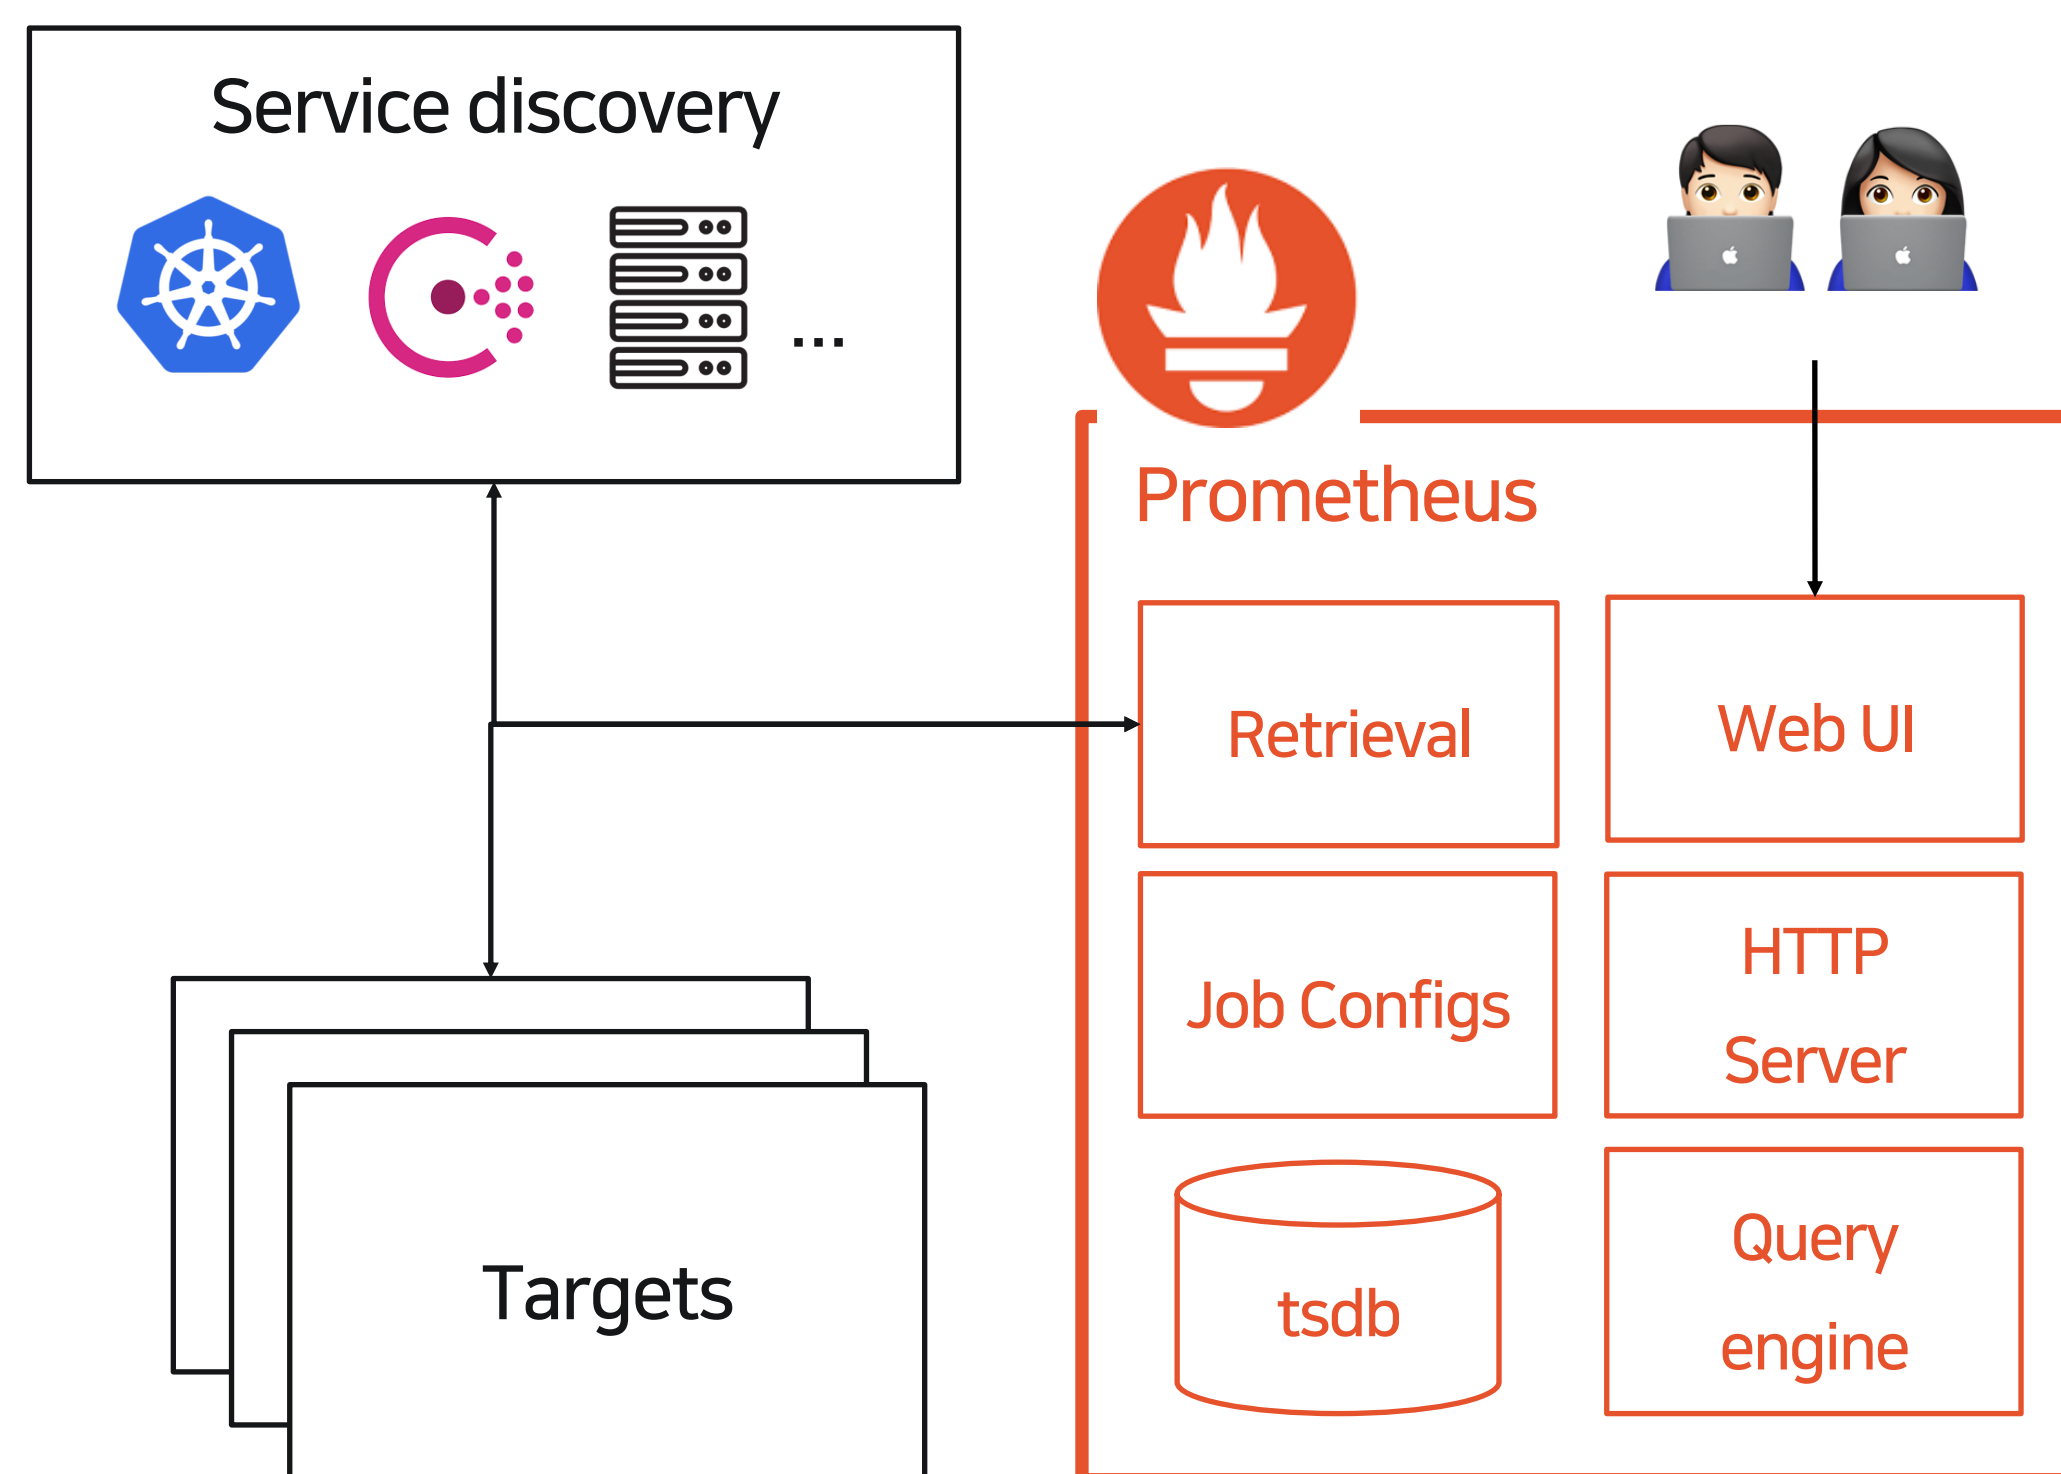 Service discovery
...
Prometheus
Retrieval
Web UI
Job Configs
HTTP
Server
tsdb
Query
engine
Targets